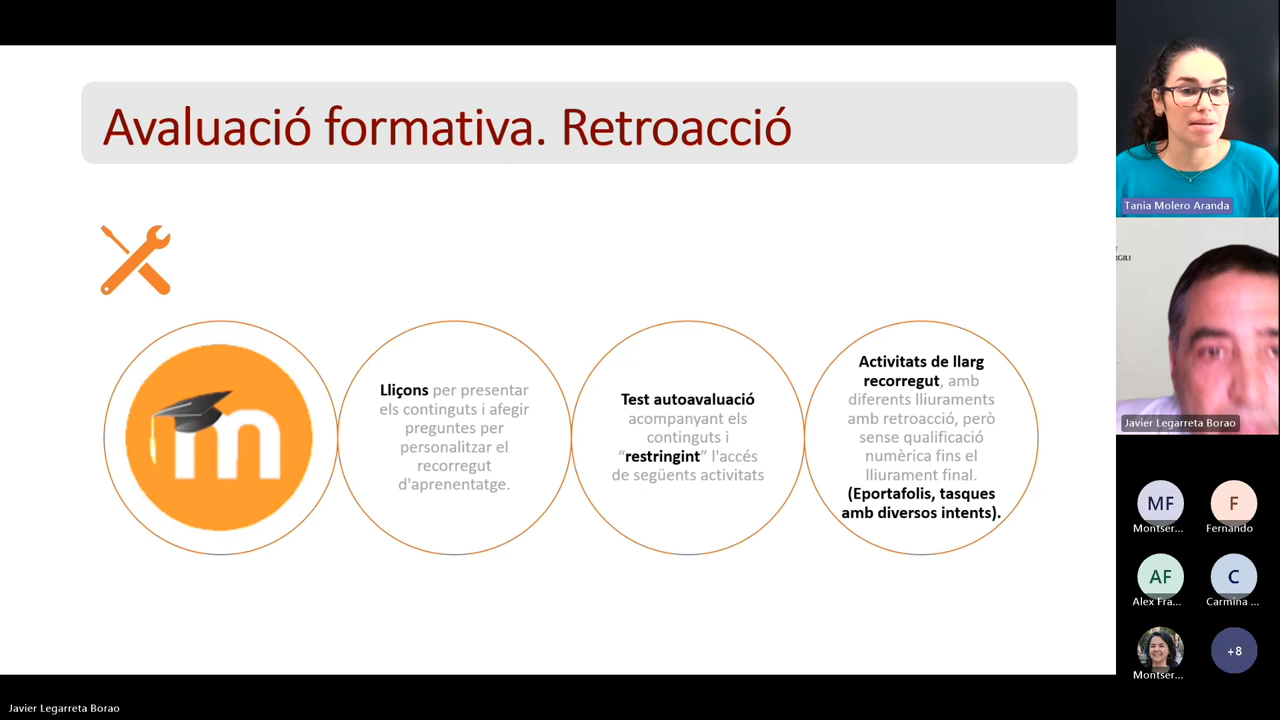 Avaluació formativa. Retroacció
m
Lliçons per presentar
els continguts i afegir
preguntes per
personalitzar el
recorregut
d'aprenentatge.
Test autoavaluació
acompanyant els
continguts i
“restringint” l'accés
de següents activitats
Activitats de llarg
recorregut, amb
diferents lliuraments
amb retroacció, però
sense qualificació
numèrica fins el
lliurament final.
(Eportafolis, tasques
amb diversos intents).
Tania Molero Aranda
Javier Legarreta Borao
MF
Montser...
F
Fernando
AF
Alex Fra...
C
Carmina ...
Montser...
+8
Javier Legarreta Borao